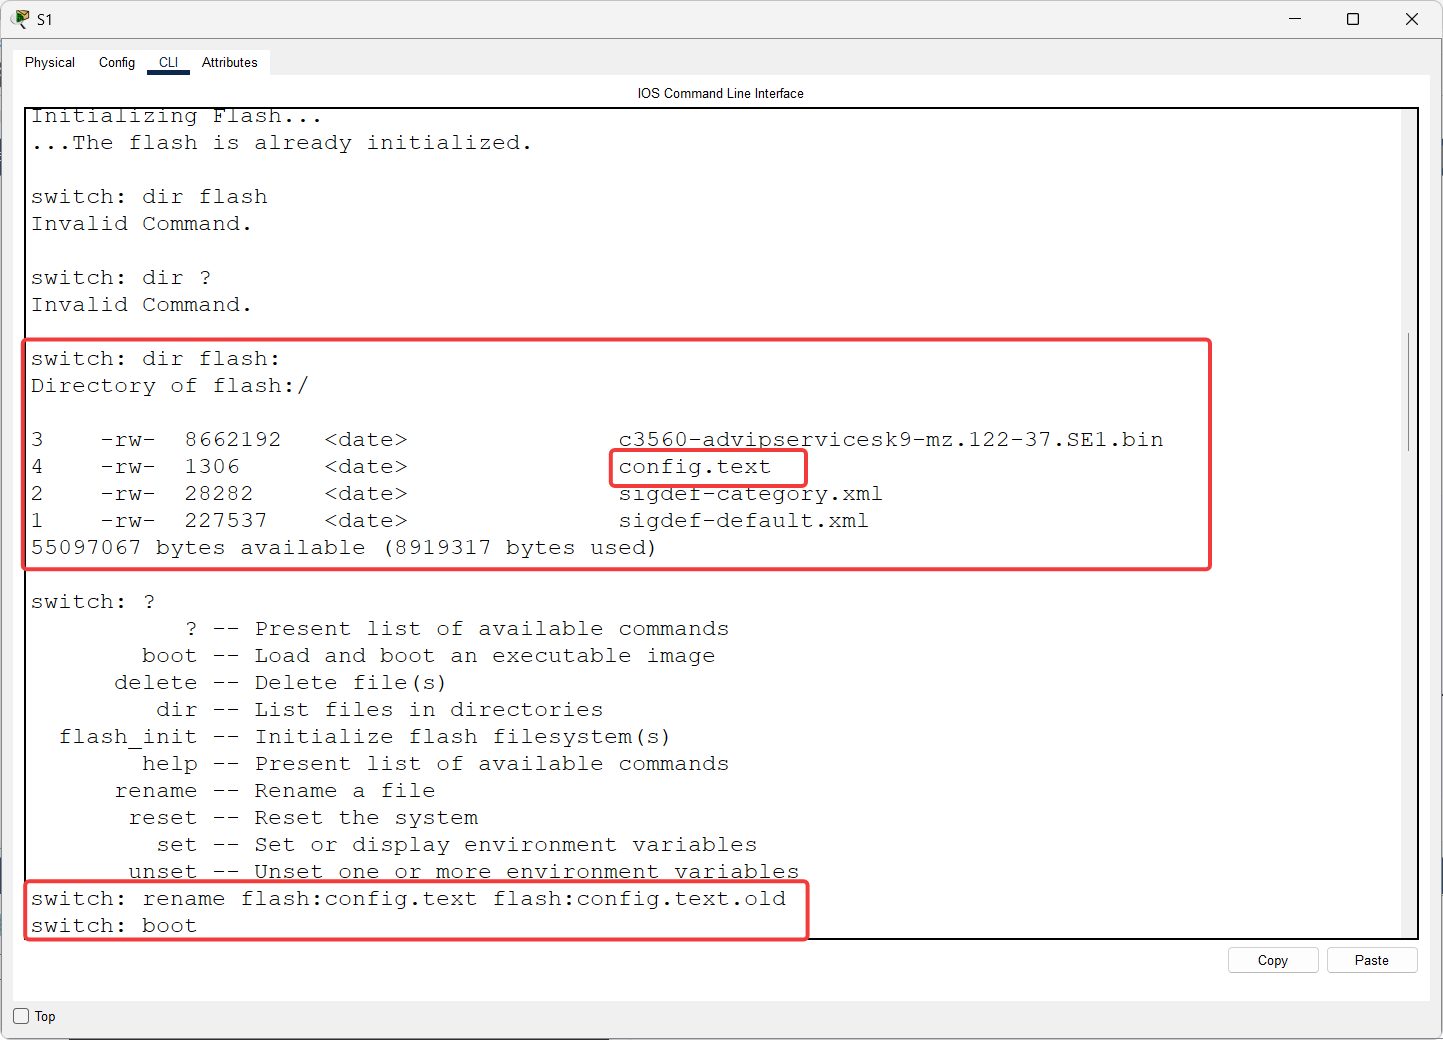 S1
Physical Config CLI Attributes
IOS Command Line Interface
Initializing Flash...
...The flash is already initialized.
switch: dir flash
Invalid Command.
switch: dir ?
Invalid Command.
switch: dir flash:
Directory of flash:/
3 -rw- 8662192 <date> c3560-advipservicesk9-mz.122-37.SE1.bin
4 -rw- 1306 <date> config.text
2 -rw- 28282 <date> sigdef-category.xml
1 -rw- 227537 <date> sigdef-default.xml
55097067 bytes available (8919317 bytes used)
switch: ?
? -- Present list of available commands
boot -- Load and boot an executable image
delete -- Delete file(s)
dir -- List files in directories
flash_init -- Initialize flash filesystem(s)
help -- Present list of available commands
rename -- Rename a file
reset -- Reset the system
set -- Set or display environment variables
unset -- Unset one or more environment variables
switch: rename flash:config.text flash:config.text.old
switch: boot
Copy Paste
Top